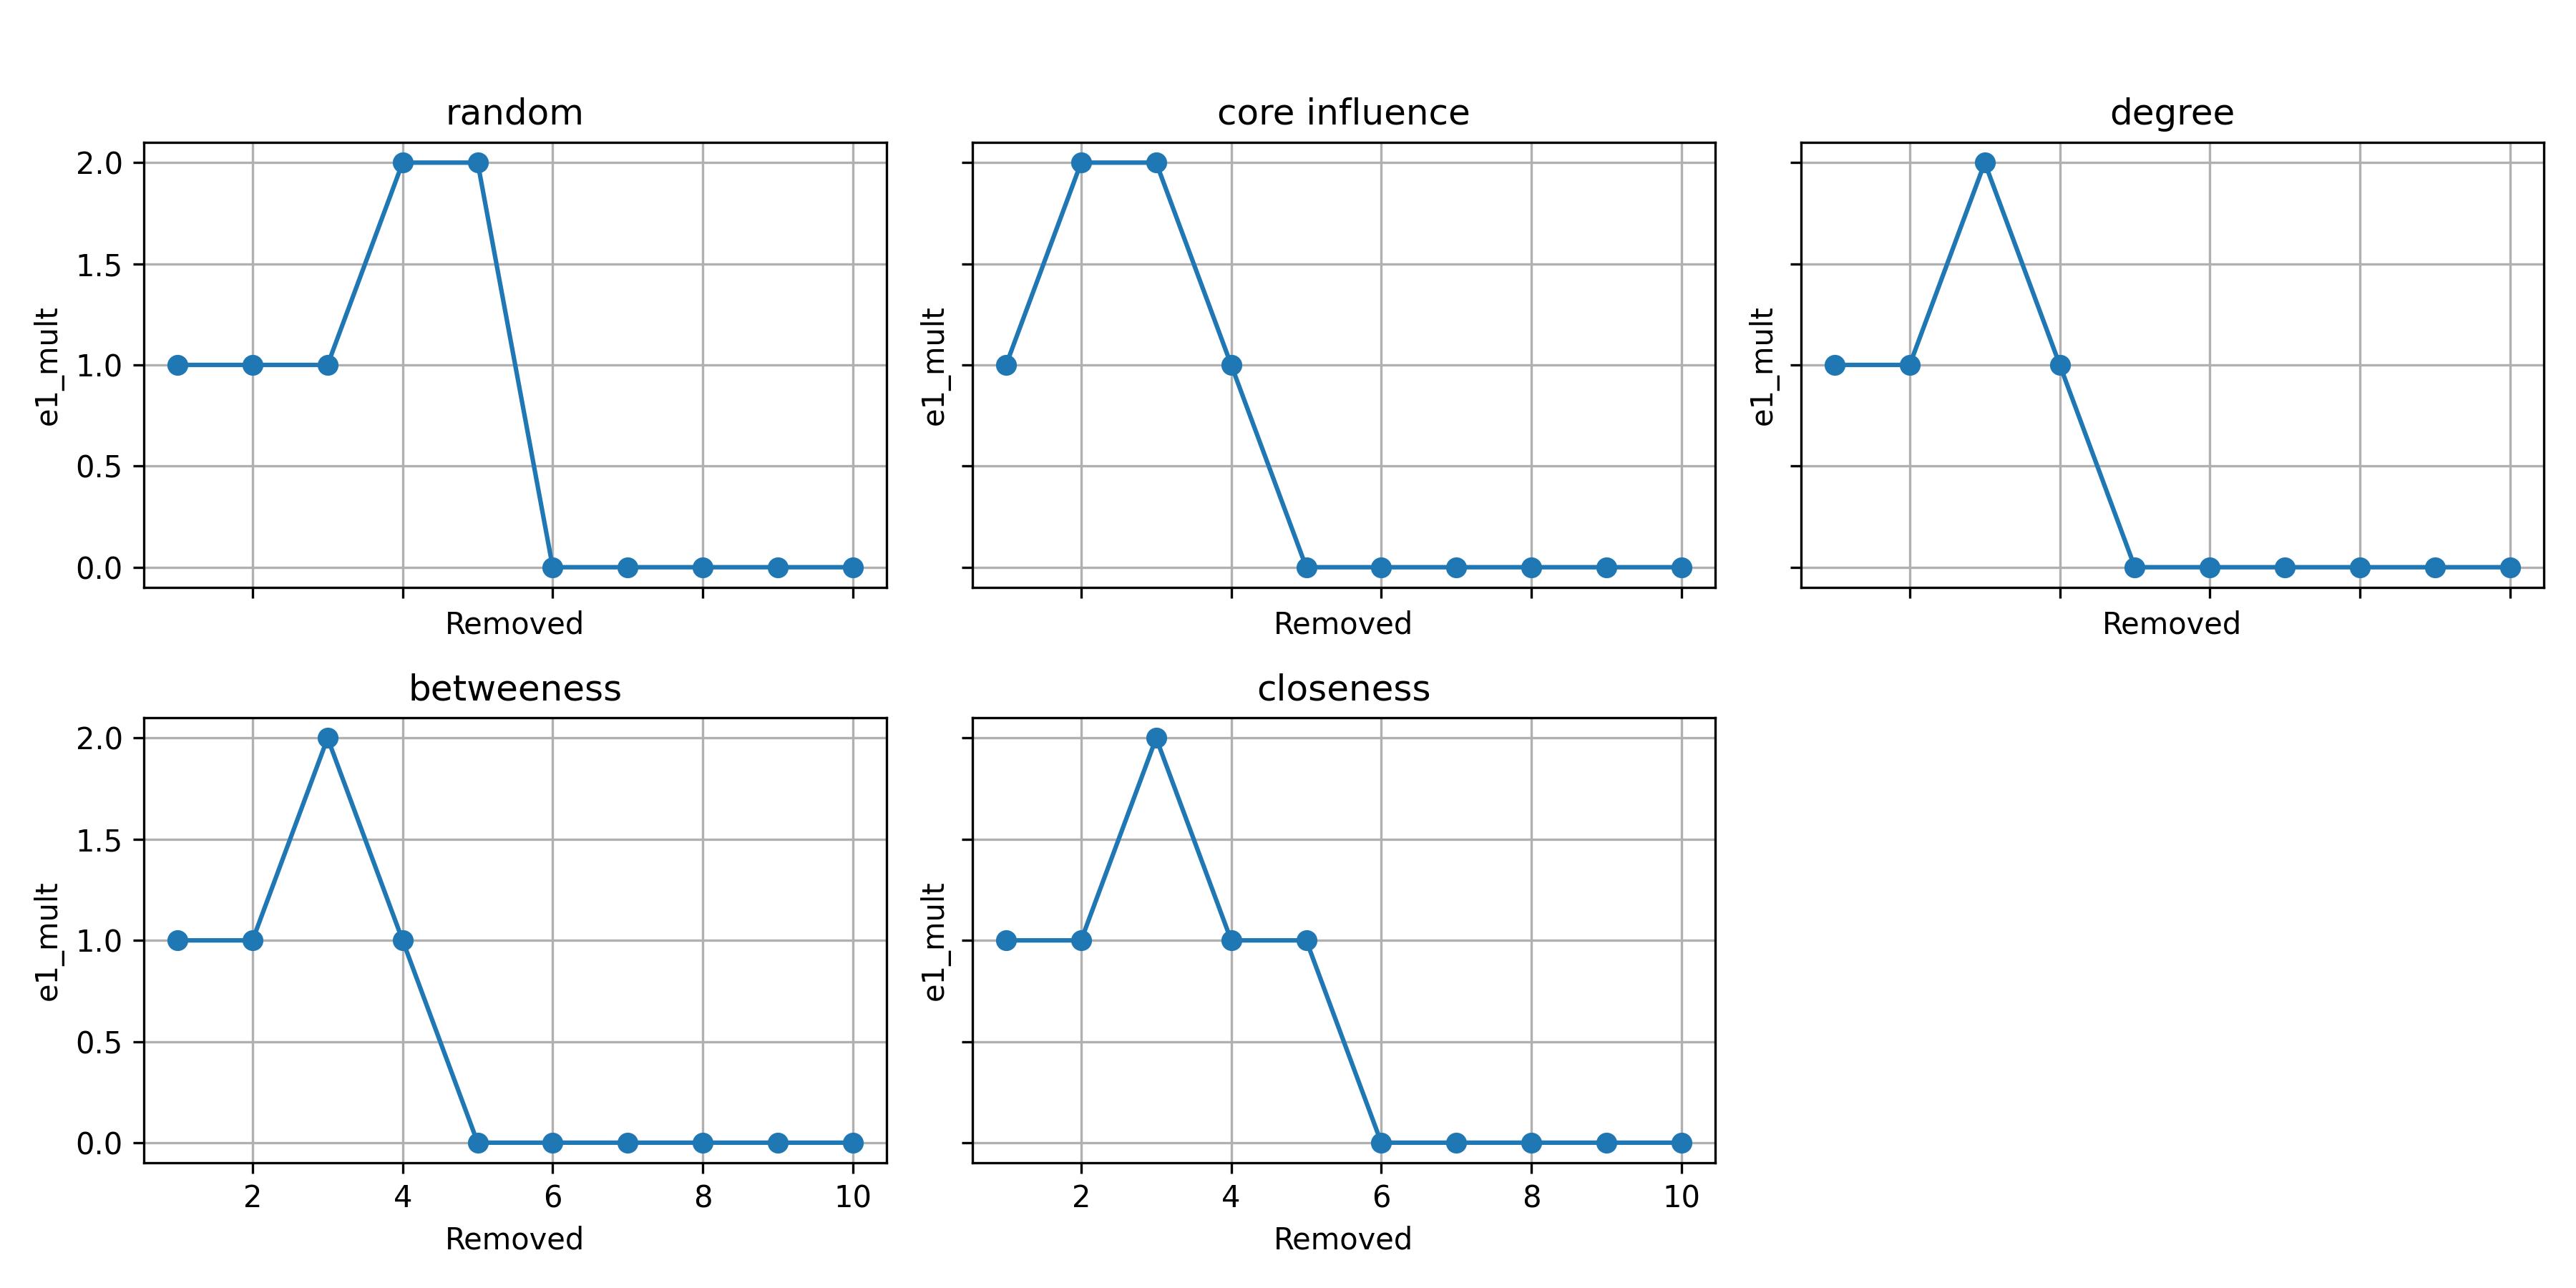 random
core influence
degree
2.0
1.5
1.0
0.5
0.0
e1_mult
e1_mult
e1_mult
Removed
Removed
Removed
betweeness
closeness
2.0
1.5
1.0
0.5
0.0
e1_mult
e1_mult
2 4 6 8 10
2 4 6 8 10
Removed
Removed